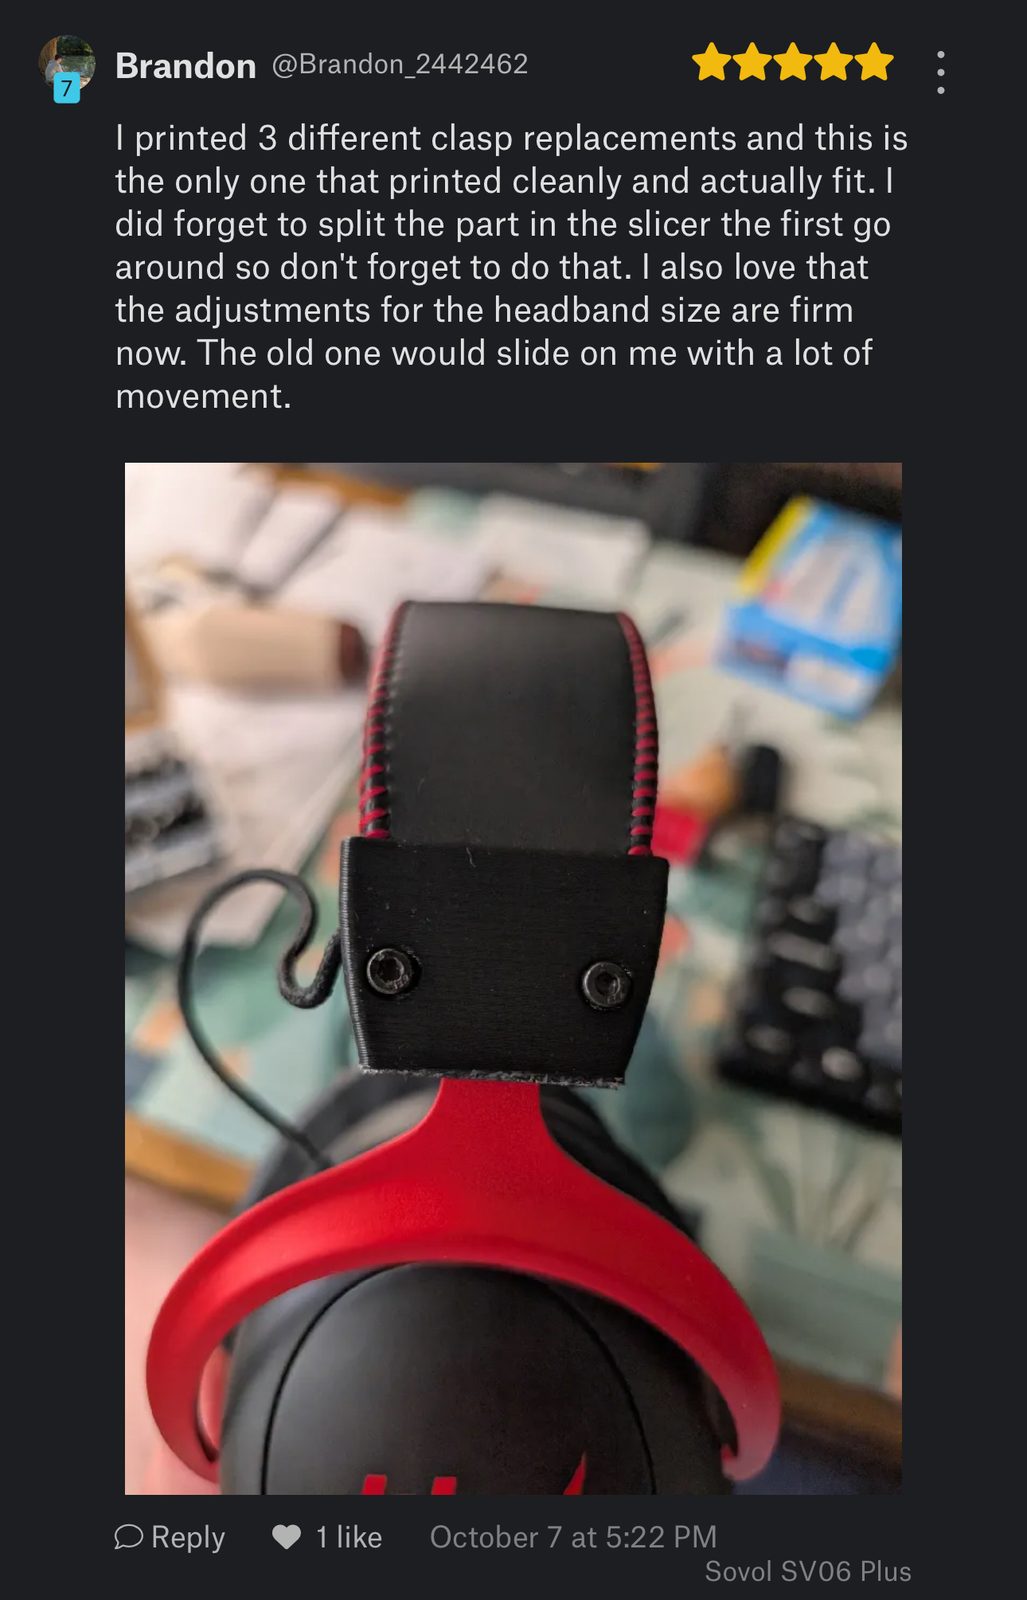 Brandon @Brandon_2442462
7
I printed 3 different clasp replacements and this is
the only one that printed cleanly and actually fit. I
did forget to split the part in the slicer the first go
around so don't forget to do that. I also love that
the adjustments for the headband size are firm
now. The old one would slide on me with a lot of
movement.
Reply 1 like October 7 at 5:22 PM
Sovol SV06 Plus